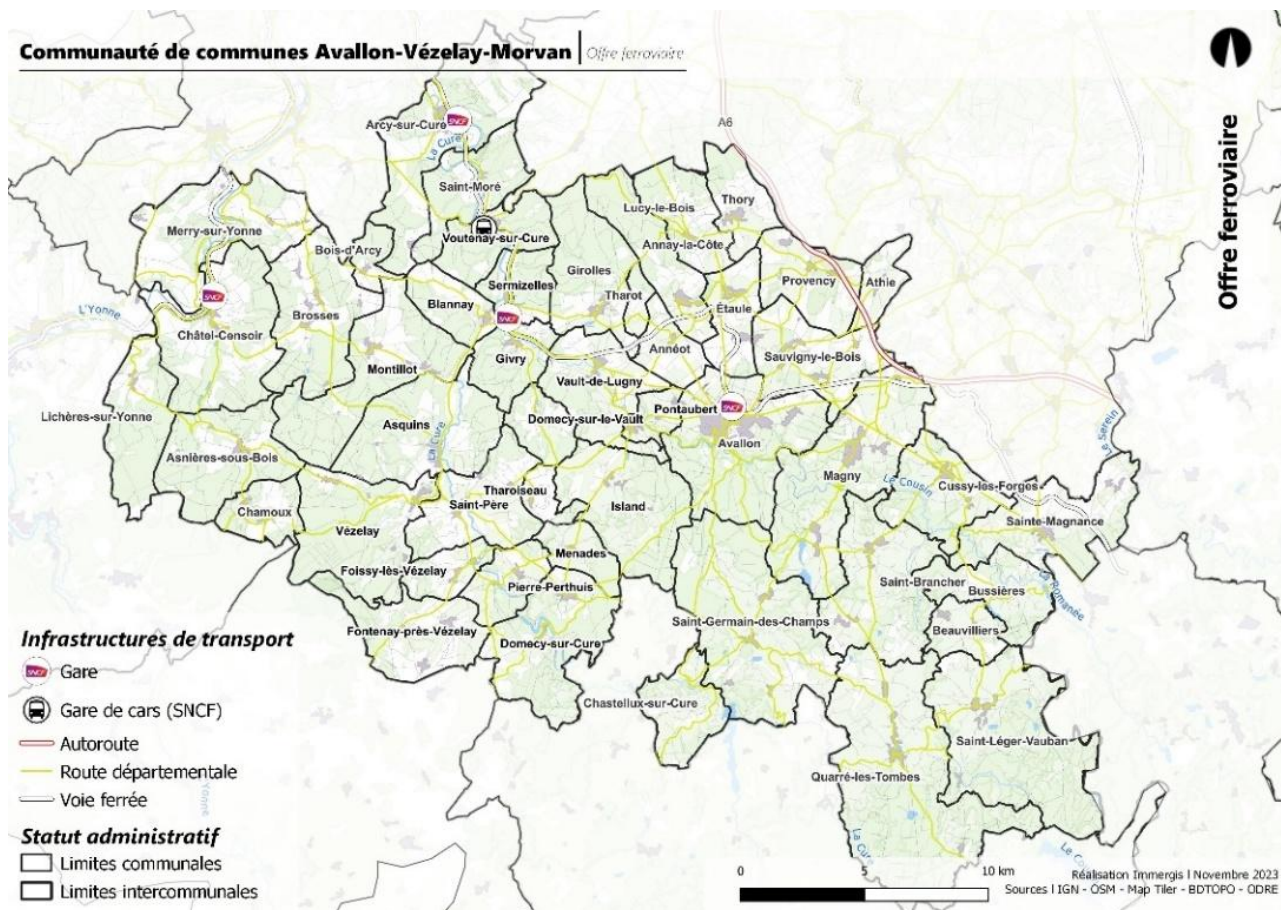 Communauté de communes Avallon-Vézelay-Morvan | Offre ferroviaire
Offre ferroviaire
A6
Arcy-sur-Cure
SNCF
La Cure
Saint-Moré
Lucy-le-Bois
Thory
Merry-sur-Yonne
Bois-d'Arcy
Voutenay-sur-Cure
Annay-la-Côte
Girolles
Provency
Athie
Sermizelles
Blannay
Tharot
Étaule
SNCF
L'Yonne
Brosses
SNCF
Châtel-Censoir
Givry
Annéot
Sauvigny-le-Bois
Montillot
Vault-de-Lugny
Le Serein
Lichères-sur-Yonne
Domecy-sur-le-Vault
Pontaubert
SNCF
Asquins
Avallon
La Cure
Asnières-sous-Bois
Magny
Le Cousin
Cussy-les-Forges
Tharoiseau
Saint-Père
Island
Chamoux
Vézelay
Sainte-Magnance
Menades
Foissy-lès-Vézelay
Pierre-Perthuis
Saint-Brancher
Bussières
La Romanée
Saint-Germain-des-Champs
Beauvilliers
Fontenay-près-Vézelay
Domecy-sur-Cure
Chastellux-sur-Cure
Saint-Léger-Vauban
Quarré-les-Tombes
La Cure
Infrastructures de transport
SNCF Gare
Gare de cars (SNCF)
Autoroute
Route départementale
Voie ferrée
Yonne
Statut administratif
Limites communales
Limites intercommunales
0 5 10 km
Réalisation Immergis I Novembre 2023
Sources I IGN - OSM - Map Tiler - BDTOPO - ODRE